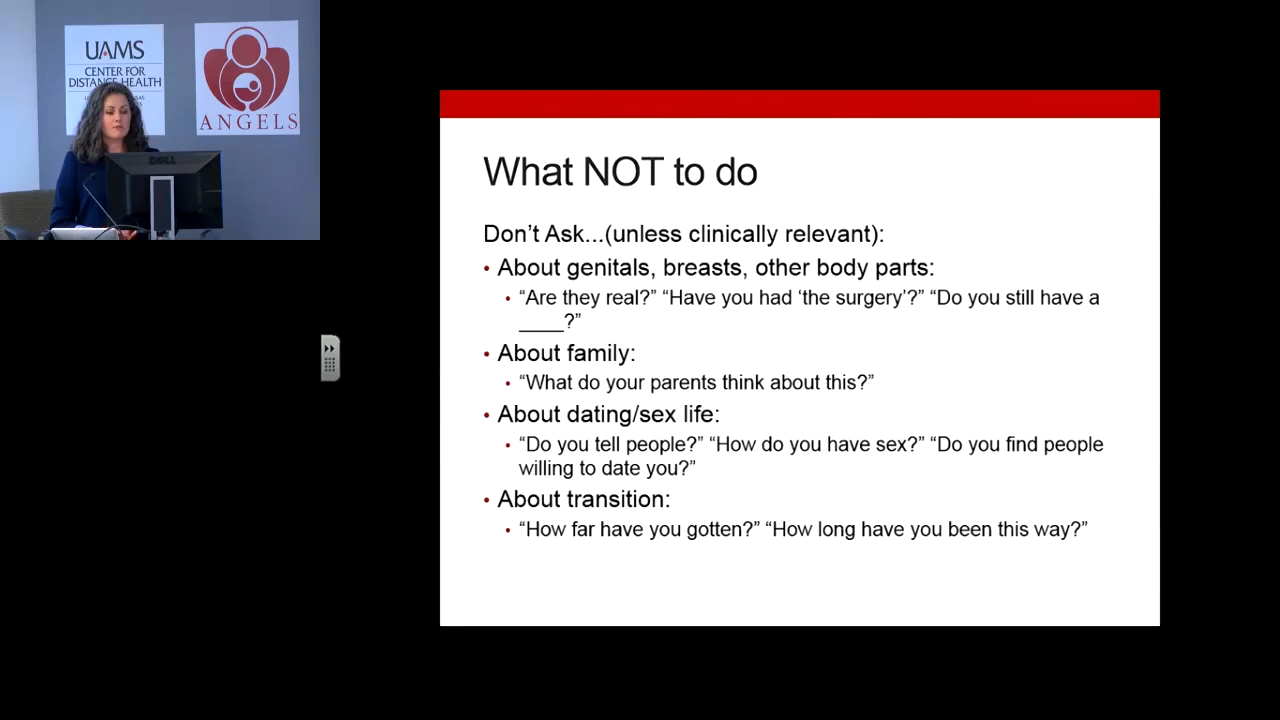 UAMS
CENTER FOR
DISTANCE HEALTH
ANGELS
DELL
What NOT to do
Don’t Ask...(unless clinically relevant):
• About genitals, breasts, other body parts:
• “Are they real?” “Have you had ‘the surgery’?” “Do you still have a
____?”
• About family:
• “What do your parents think about this?”
• About dating/sex life:
• “Do you tell people?” “How do you have sex?” “Do you find people
willing to date you?”
• About transition:
• “How far have you gotten?” “How long have you been this way?”